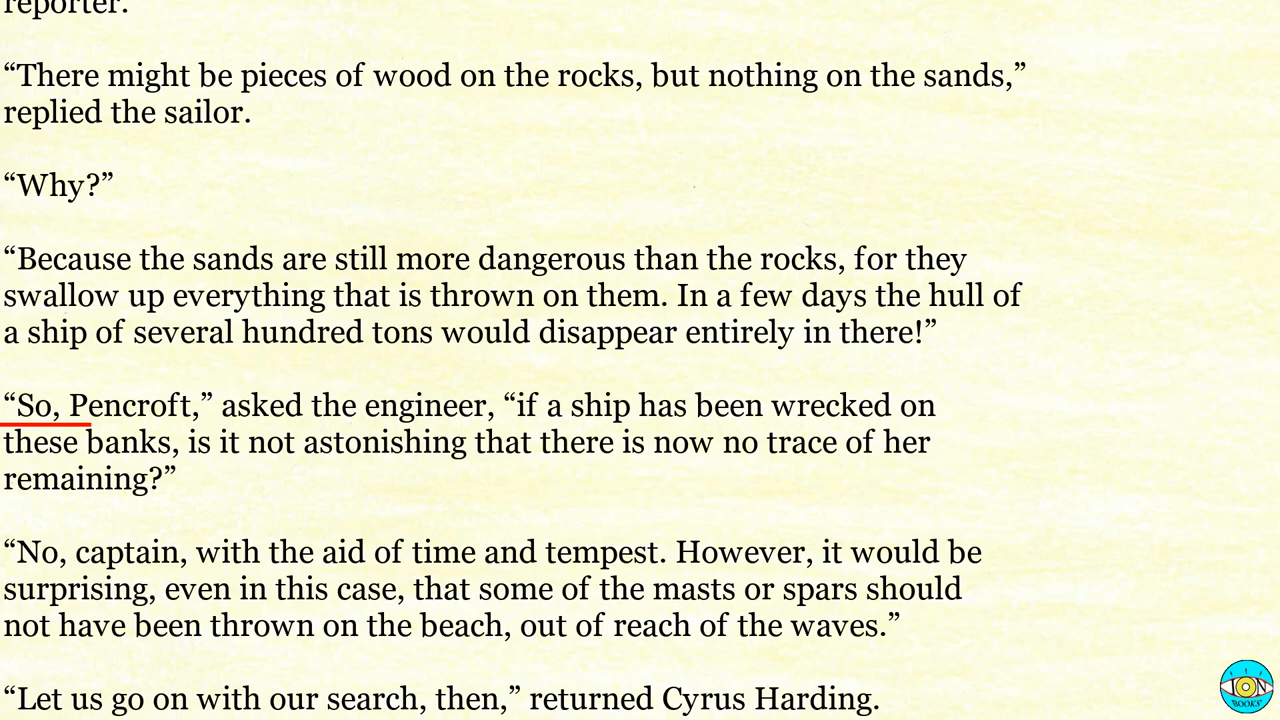 reporter.
“There might be pieces of wood on the rocks, but nothing on the sands,”
replied the sailor.
“Why?”
“Because the sands are still more dangerous than the rocks, for they
swallow up everything that is thrown on them. In a few days the hull of
a ship of several hundred tons would disappear entirely in there!”
“So, Pencroft,” asked the engineer, “if a ship has been wrecked on
these banks, is it not astonishing that there is now no trace of her
remaining?”
“No, captain, with the aid of time and tempest. However, it would be
surprising, even in this case, that some of the masts or spars should
not have been thrown on the beach, out of reach of the waves.”
“Let us go on with our search, then,” returned Cyrus Harding.
ION
BOOKS